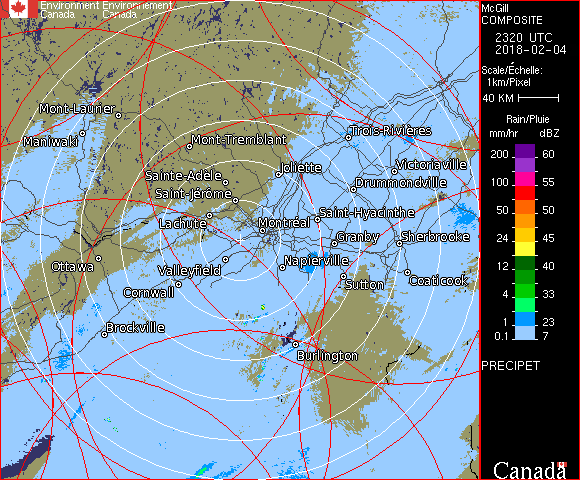 Environment Environnement
Canada Canada
McGill
COMPOSITE
2320 UTC
2018-02-04
Scale/Échelle:
1km/Pixel
40 KM
Rain/Pluie
mm/hr dBZ
200 60
100 55
50 50
24 45
12 40
4 33
1 23
0.1 7
PRECIPET
Canada
Mont-Laurier
Maniwaki
Mont-Tremblant
Trois-Rivières
Joliette
Victoriaville
Sainte-Adèle
Drummondville
Saint-Jérôme
Saint-Hyacinthe
Lachute
Montréal
Granby
Sherbrooke
Ottawa
Valleyfield
Napierville
Cornwall
Sutton
Coaticook
Brockville
Burlington